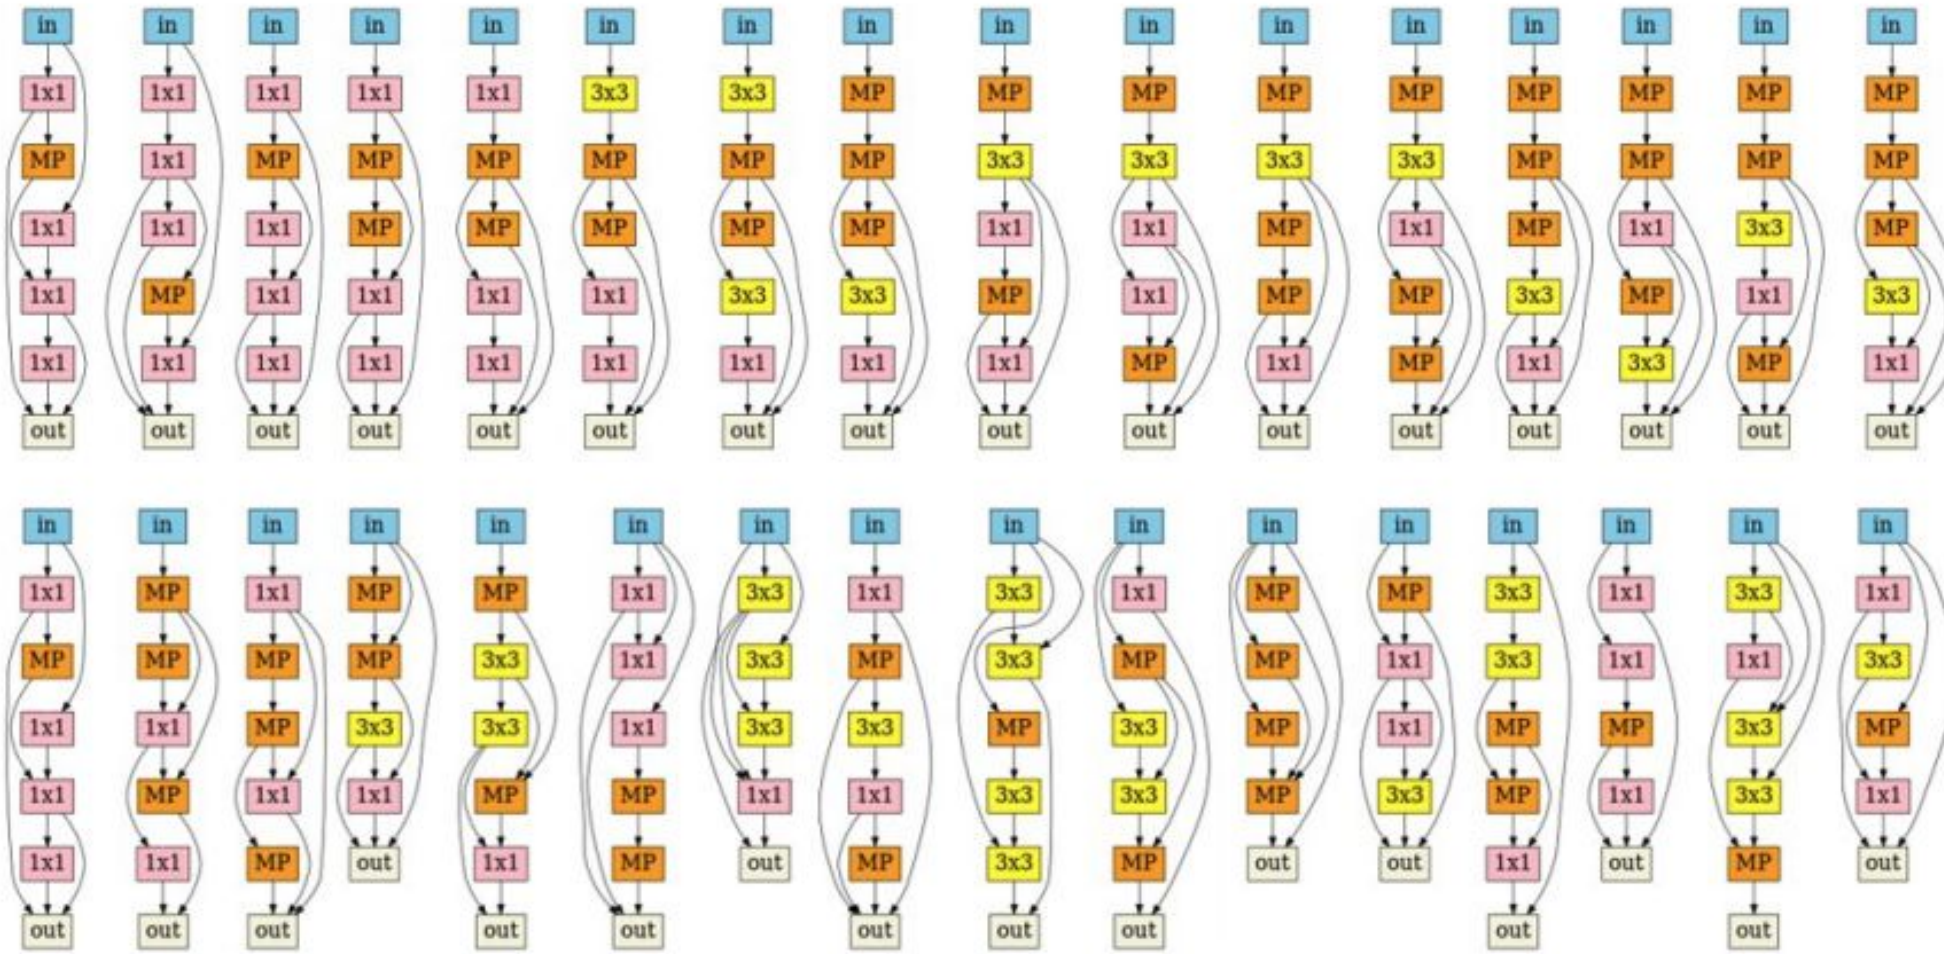 in in in in in in in in in in in in in in in in
1x1 1x1 1x1 1x1 1x1 3x3 3x3 MP MP MP MP MP MP MP MP MP
MP 1x1 MP MP MP MP MP MP 3x3 3x3 3x3 3x3 MP MP MP MP
1x1 1x1 1x1 MP MP MP MP MP 1x1 1x1 MP 1x1 MP 1x1 3x3 MP
1x1 MP 1x1 1x1 1x1 1x1 3x3 3x3 MP 1x1 MP MP 3x3 MP 1x1 3x3
1x1 1x1 1x1 1x1 1x1 1x1 1x1 1x1 1x1 MP 1x1 MP 1x1 3x3 MP 1x1
out out out out out out out out out out out out out out out out
in in in in in in in in in in in in in in in in
1x1 MP 1x1 MP MP 1x1 3x3 1x1 3x3 1x1 MP MP 3x3 1x1 3x3 1x1
MP MP MP MP 3x3 1x1 3x3 MP 3x3 MP MP 1x1 3x3 1x1 1x1 3x3
1x1 1x1 MP 3x3 3x3 1x1 3x3 3x3 MP 3x3 MP 1x1 MP MP 3x3 MP
1x1 MP 1x1 1x1 MP MP 1x1 1x1 3x3 3x3 MP 3x3 MP 1x1 3x3 1x1
1x1 1x1 MP out 1x1 MP out MP 3x3 MP out out 1x1 out MP out
out out out out out out out out out out